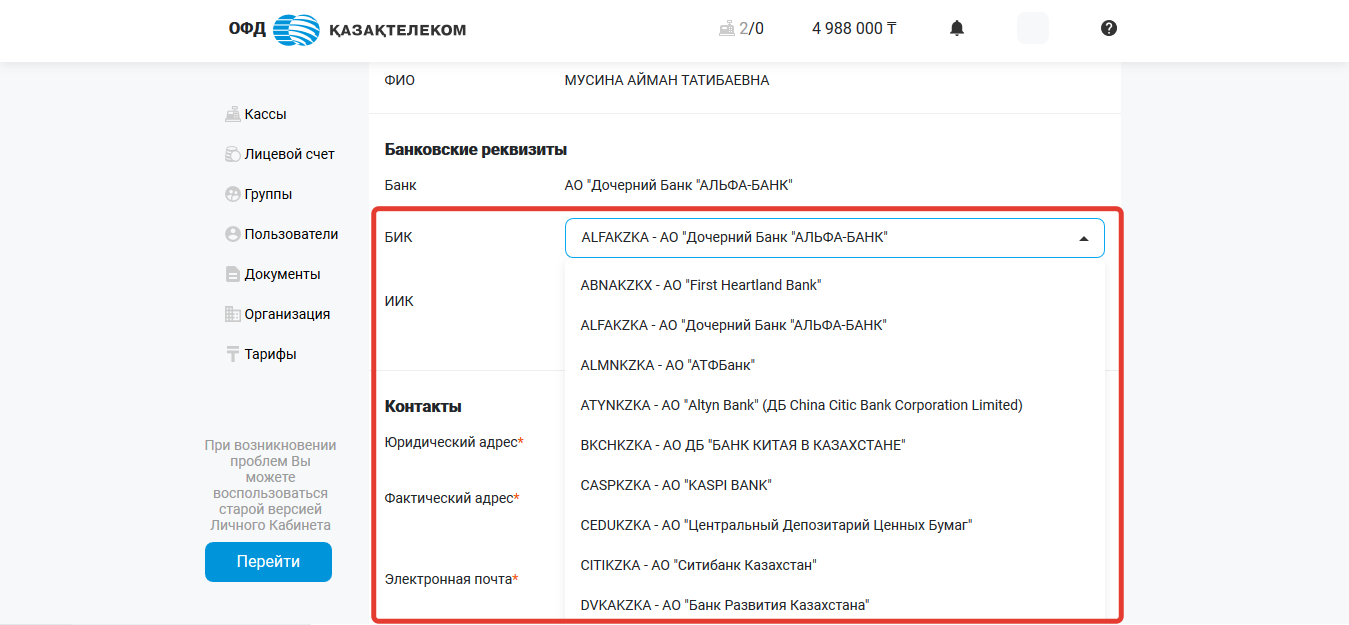 ОФД ҚАЗАҚТЕЛЕКОМ
2/0
4 988 000 ₸
ФИО МУСИНА АЙМАН ТАТИБАЕВНА
Кассы
Лицевой счет
Группы
Пользователи
Документы
Организация
Тарифы
При возникновении
проблем Вы
можете
воспользоваться
старой версией
Личного Кабинета
Перейти
Банковские реквизиты
Банк АО "Дочерний Банк "АЛЬФА-БАНК"
БИК ALFAKZKA - АО "Дочерний Банк "АЛЬФА-БАНК"
ABNAKZKX - АО "First Heartland Bank"
ИИК
ALFAKZKA - АО "Дочерний Банк "АЛЬФА-БАНК"
ALMNKZKA - АО "АТФБанк"
ATYNKZKA - АО "Altyn Bank" (ДБ China Citic Bank Corporation Limited)
BKCHKZKA - АО ДБ "БАНК КИТАЯ В КАЗАХСТАНЕ"
CASPKZKA - АО "KASPI BANK"
CEDUKZKA - АО "Центральный Депозитарий Ценных Бумаг"
CITIKZKA - АО "Ситибанк Казахстан"
DVKAKZKA - АО "Банк Развития Казахстана"
Контакты
Юридический адрес*
Фактический адрес*
Электронная почта*